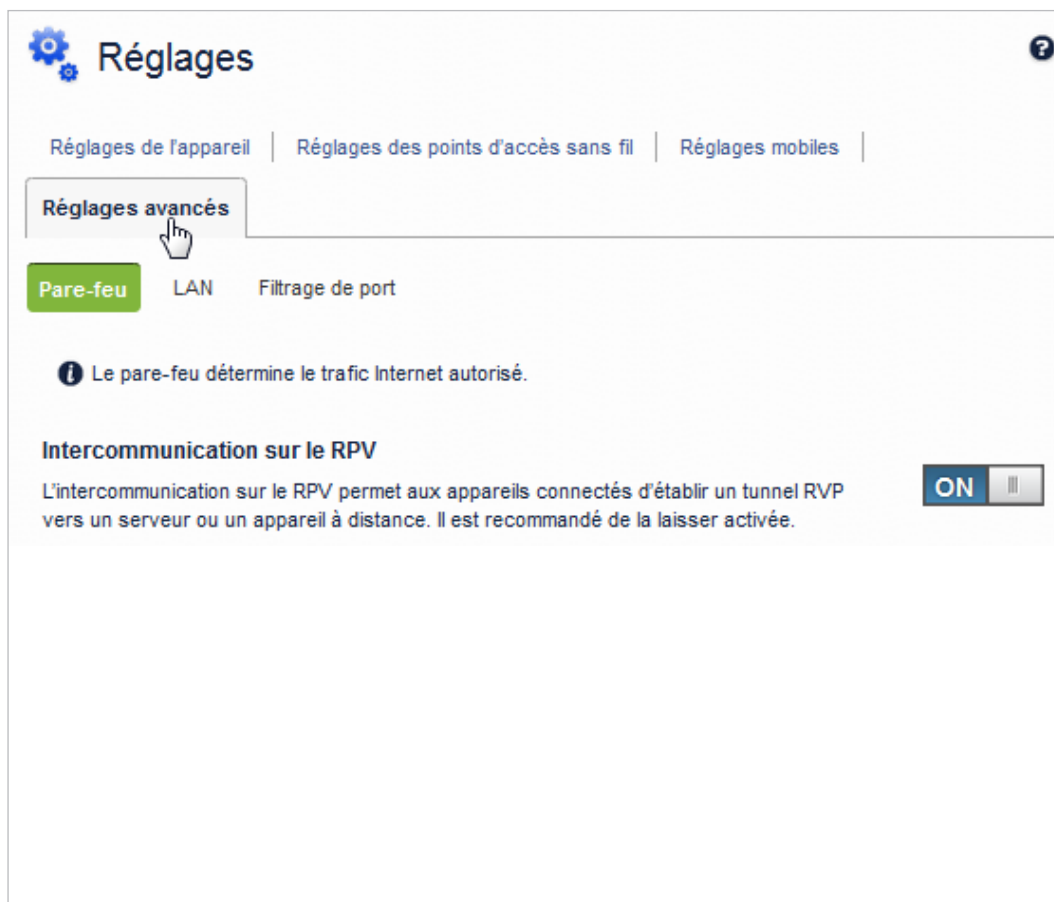 Réglages
Réglages de l'appareil
Réglages des points d'accès sans fil
Réglages mobiles
Réglages avancés
Pare-feu
LAN
Filtrage de port
Le pare-feu détermine le trafic Internet autorisé.
Intercommunication sur le RPV
L'intercommunication sur le RPV permet aux appareils connectés d'établir un tunnel RVP
vers un serveur ou un appareil à distance. Il est recommandé de la laisser activée.
ON